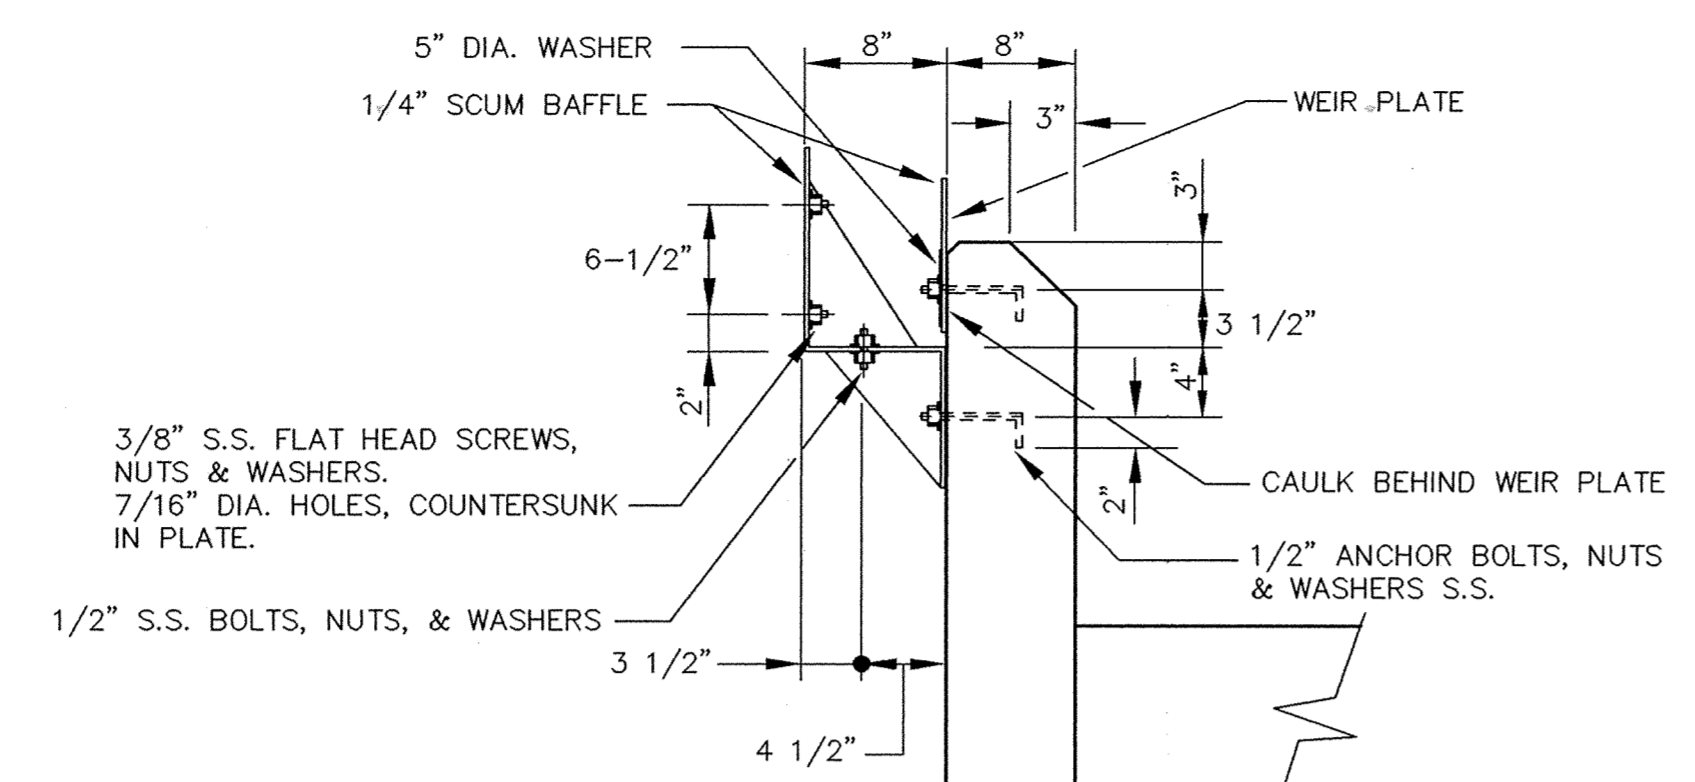 5" DIA. WASHER
8"
8"
1/4" SCUM BAFFLE
WEIR PLATE
3"
3"
6-1/2"
3 1/2"
4"
2"
3/8" S.S. FLAT HEAD SCREWS,
NUTS & WASHERS.
7/16" DIA. HOLES, COUNTERSUNK
IN PLATE.
CAULK BEHIND WEIR PLATE
2"
1/2" ANCHOR BOLTS, NUTS
& WASHERS S.S.
1/2" S.S. BOLTS, NUTS, & WASHERS
3 1/2"
4 1/2"